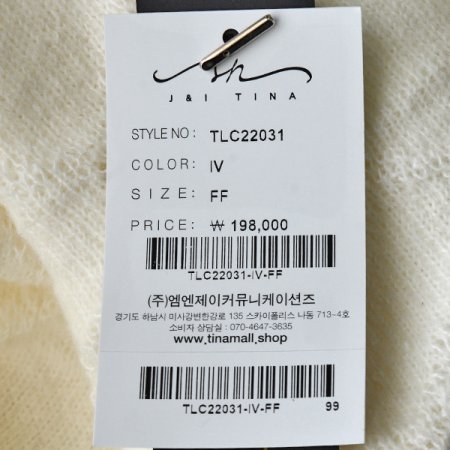 J & I TINA
STYLE NO : TLC22031
COLOR : IV
SIZE : FF
PRICE : ₩ 198,000
TLC22031-IV-FF
(주)엠엔제이커뮤니케이션즈
경기도 하남시 미사강변한강로 135 스카이폴리스 나동 713-4호
소비자 상담실 : 070-4647-3635
www.tinamall.shop
TLC22031-IV-FF 99